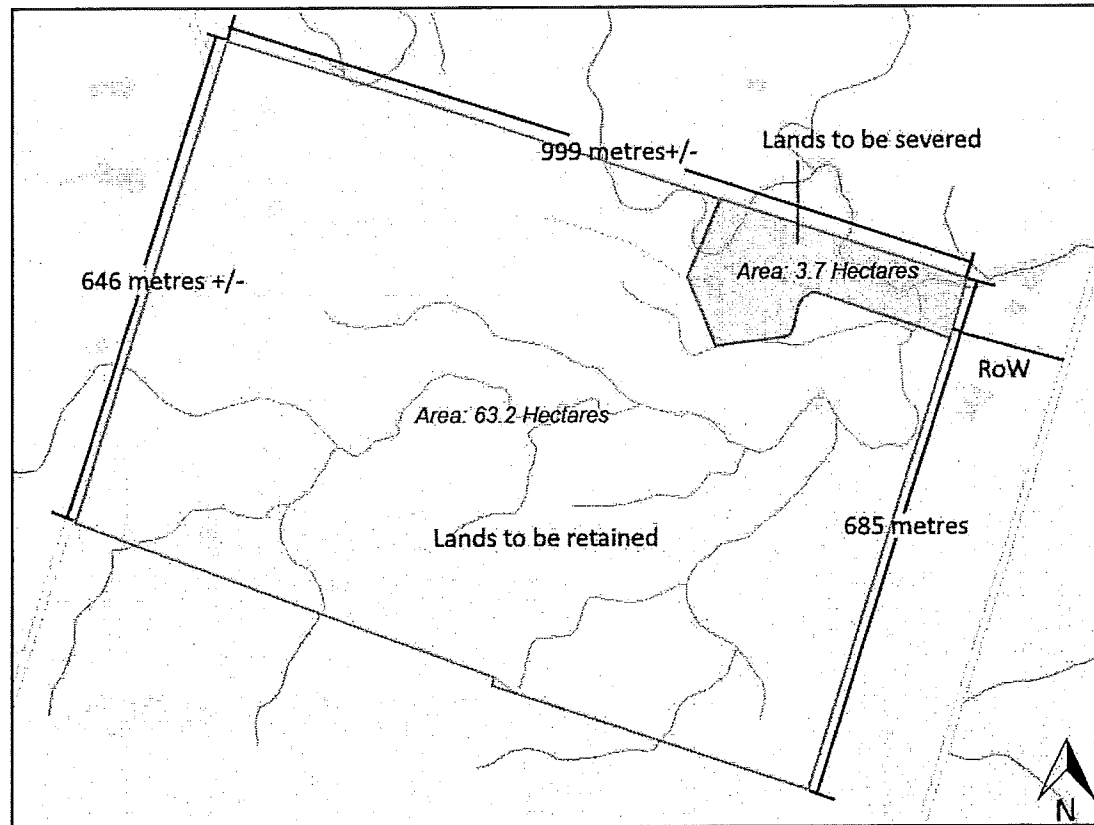 999 metres+/-
Lands to be severed
Area: 3.7 Hectares
646 metres +/-
RoW
Area: 63.2 Hectares
685 metres
Lands to be retained
N